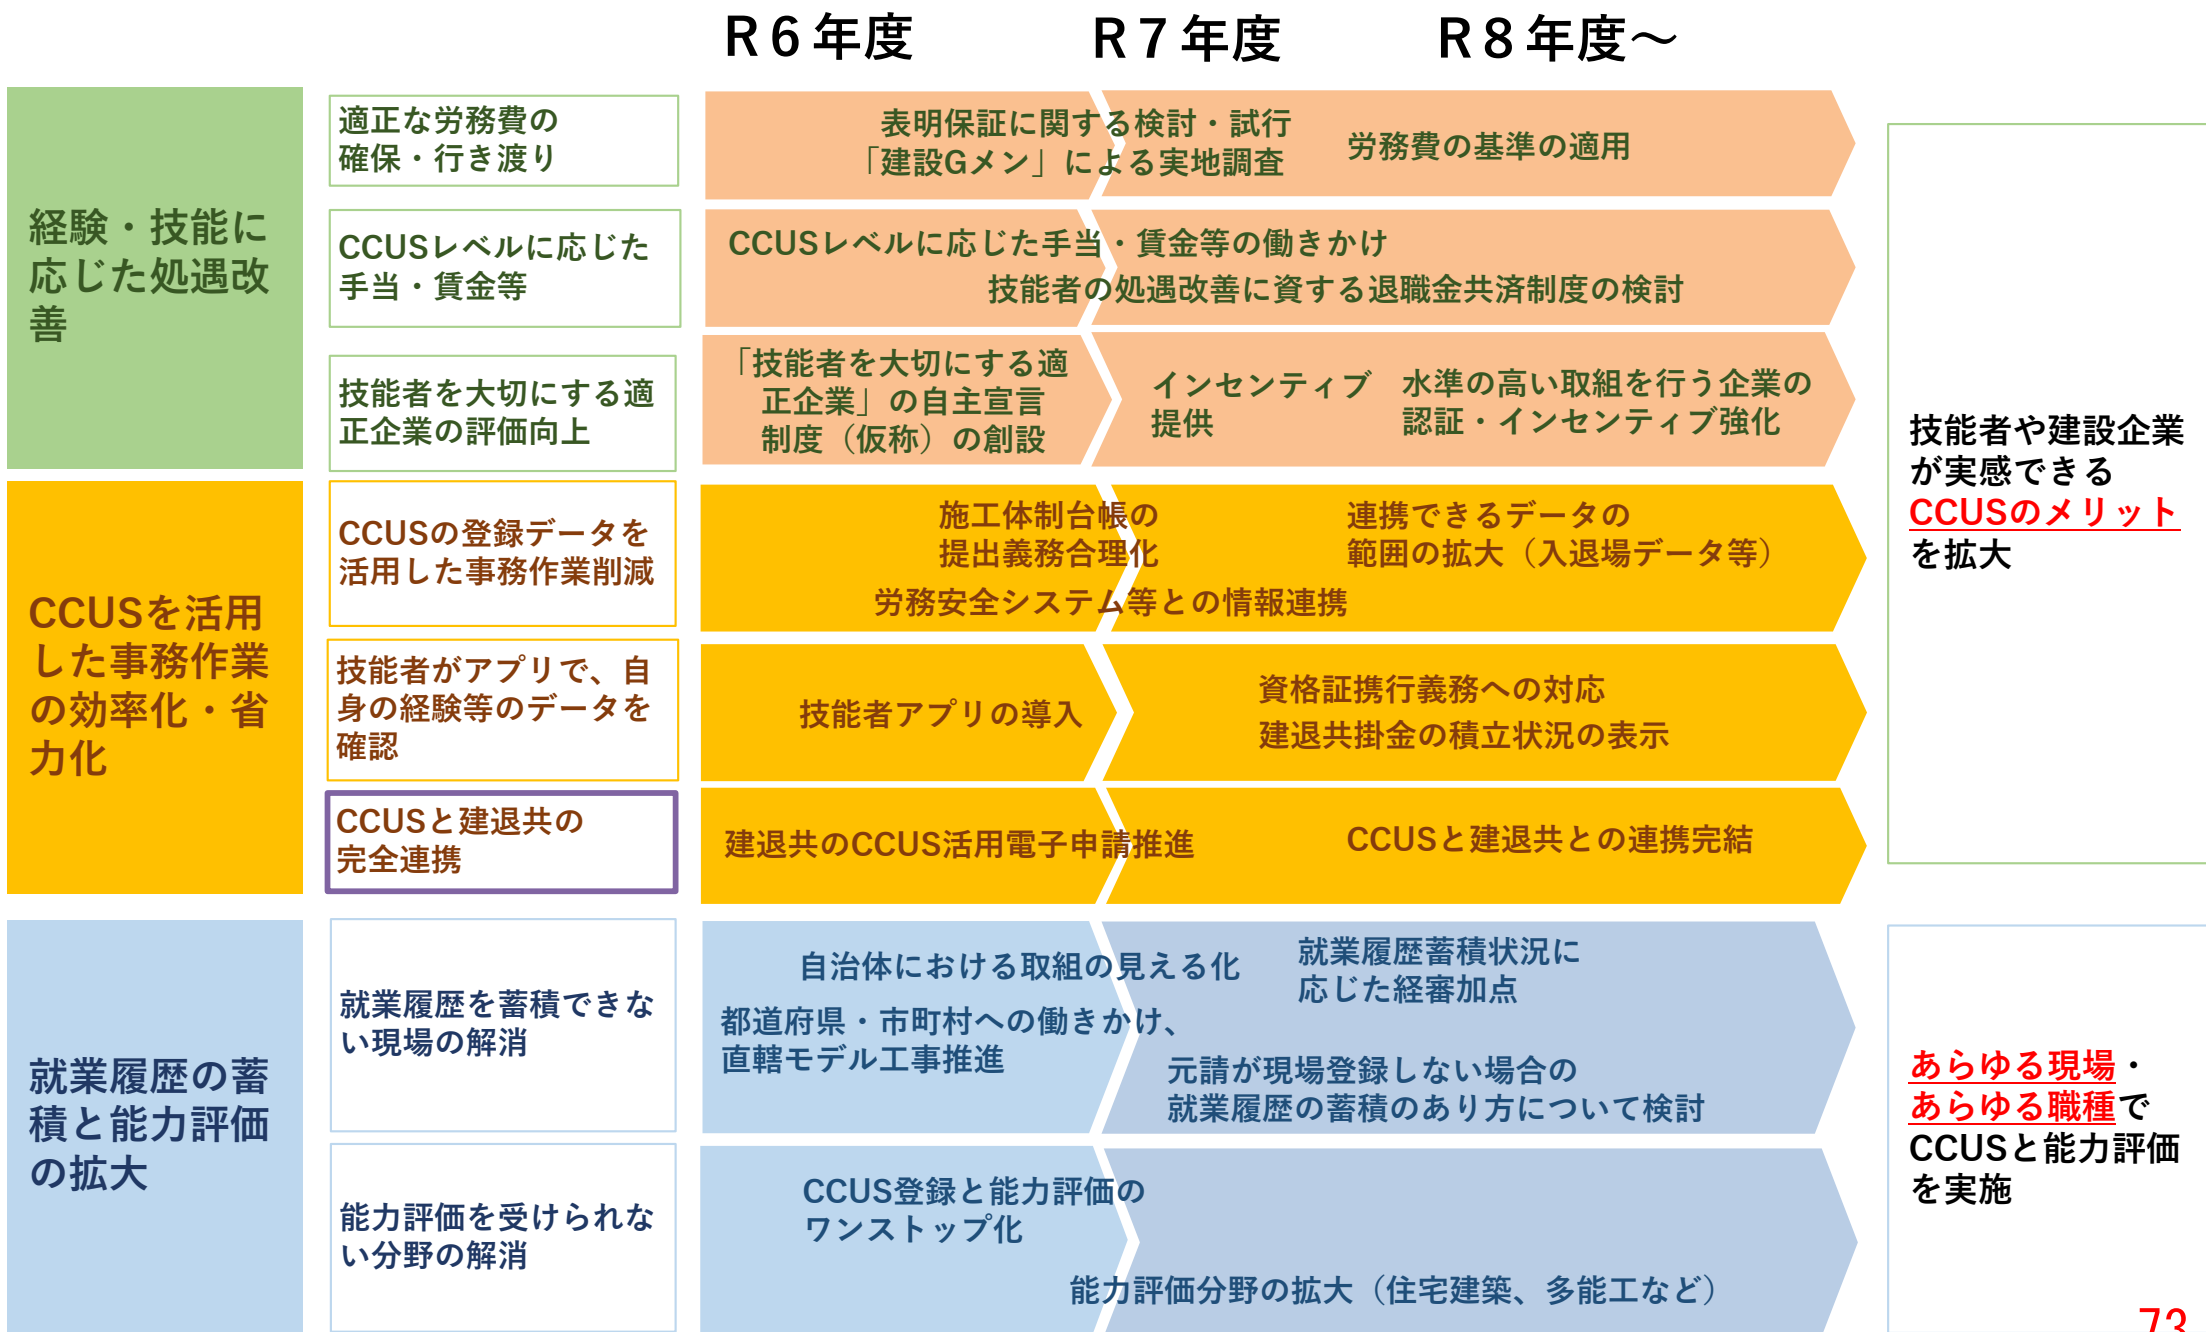 R６年度
R７年度
R８年度～
経験・技能に
応じた処遇改
善
適正な労務費の
確保・行き渡り
表明保証に関する検討・試行
「建設Gメン」による実地調査
労務費の基準の適用
CCUSレベルに応じた
手当・賃金等
CCUSレベルに応じた手当・賃金等の働きかけ
技能者の処遇改善に資する退職金共済制度の検討
技能者を大切にする適
正企業の評価向上
「技能者を大切にする適
正企業」の自主宣言
制度（仮称）の創設
インセンティブ
提供
水準の高い取組を行う企業の
認証・インセンティブ強化
CCUSを活用
した事務作業
の効率化・省
力化
CCUSの登録データを
活用した事務作業削減
施工体制台帳の
提出義務合理化
連携できるデータの
範囲の拡大（入退場データ等）
労務安全システム等との情報連携
技能者がアプリで、自
身の経験等のデータを
確認
技能者アプリの導入
資格証携行義務への対応
建退共掛金の積立状況の表示
CCUSと建退共の
完全連携
建退共のCCUS活用電子申請推進
CCUSと建退共との連携完結
技能者や建設企業
が実感できる
CCUSのメリット
を拡大
就業履歴の蓄
積と能力評価
の拡大
就業履歴を蓄積できな
い現場の解消
自治体における取組の見える化
都道府県・市町村への働きかけ、
直轄モデル工事推進
就業履歴蓄積状況に
応じた経審加点
元請が現場登録しない場合の
就業履歴の蓄積のあり方について検討
能力評価を受けられな
い分野の解消
CCUS登録と能力評価の
ワンストップ化
能力評価分野の拡大（住宅建築、多能工など）
あらゆる現場・
あらゆる職種で
CCUSと能力評価
を実施
73